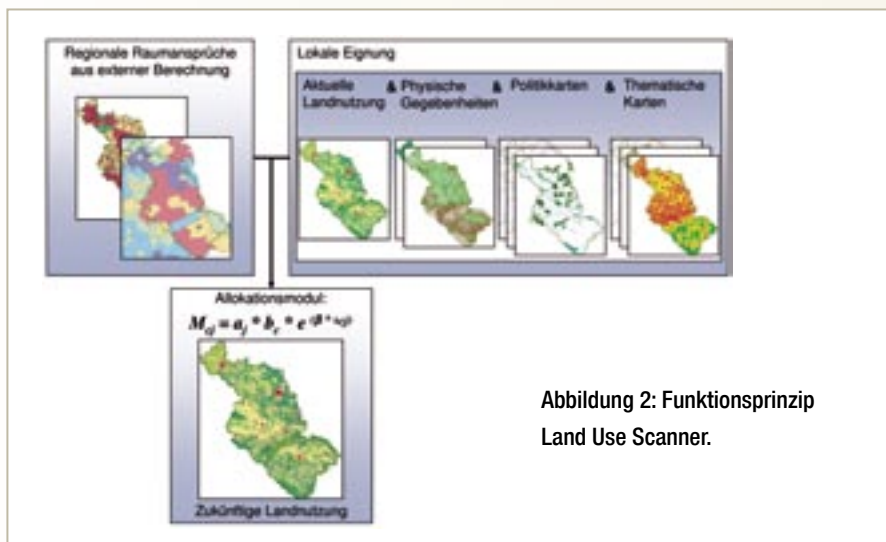 Regionale Raumansprüche
aus externer Berechnung
Lokale Eignung
Aktuelle & Physische & Politikkarten & Thematische
Landnutzung Gegebenheiten Karten
Allokationsmodul:
Zukünftige Landnutzung
Abbildung 2: Funktionsprinzip
Land Use Scanner.